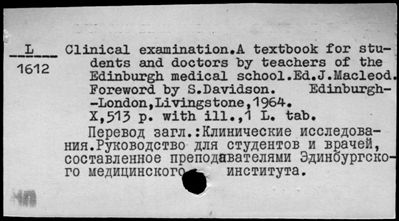 L
1612
Clinical examination.A textbook for stu-
dents and doctors by teachers of the
Edinburgh medical school.Ed.J.Macleod.
Foreword by S.Davidson. Edinburgh-
-London,Livingstone,1964.
X,513 p. with ill.,1 L. tab.
Перевод загл.:Клинические исследова-
ния.Руководство для студентов и врачей,
составленное преподавателями Эдинбургско-
го медицинского института.